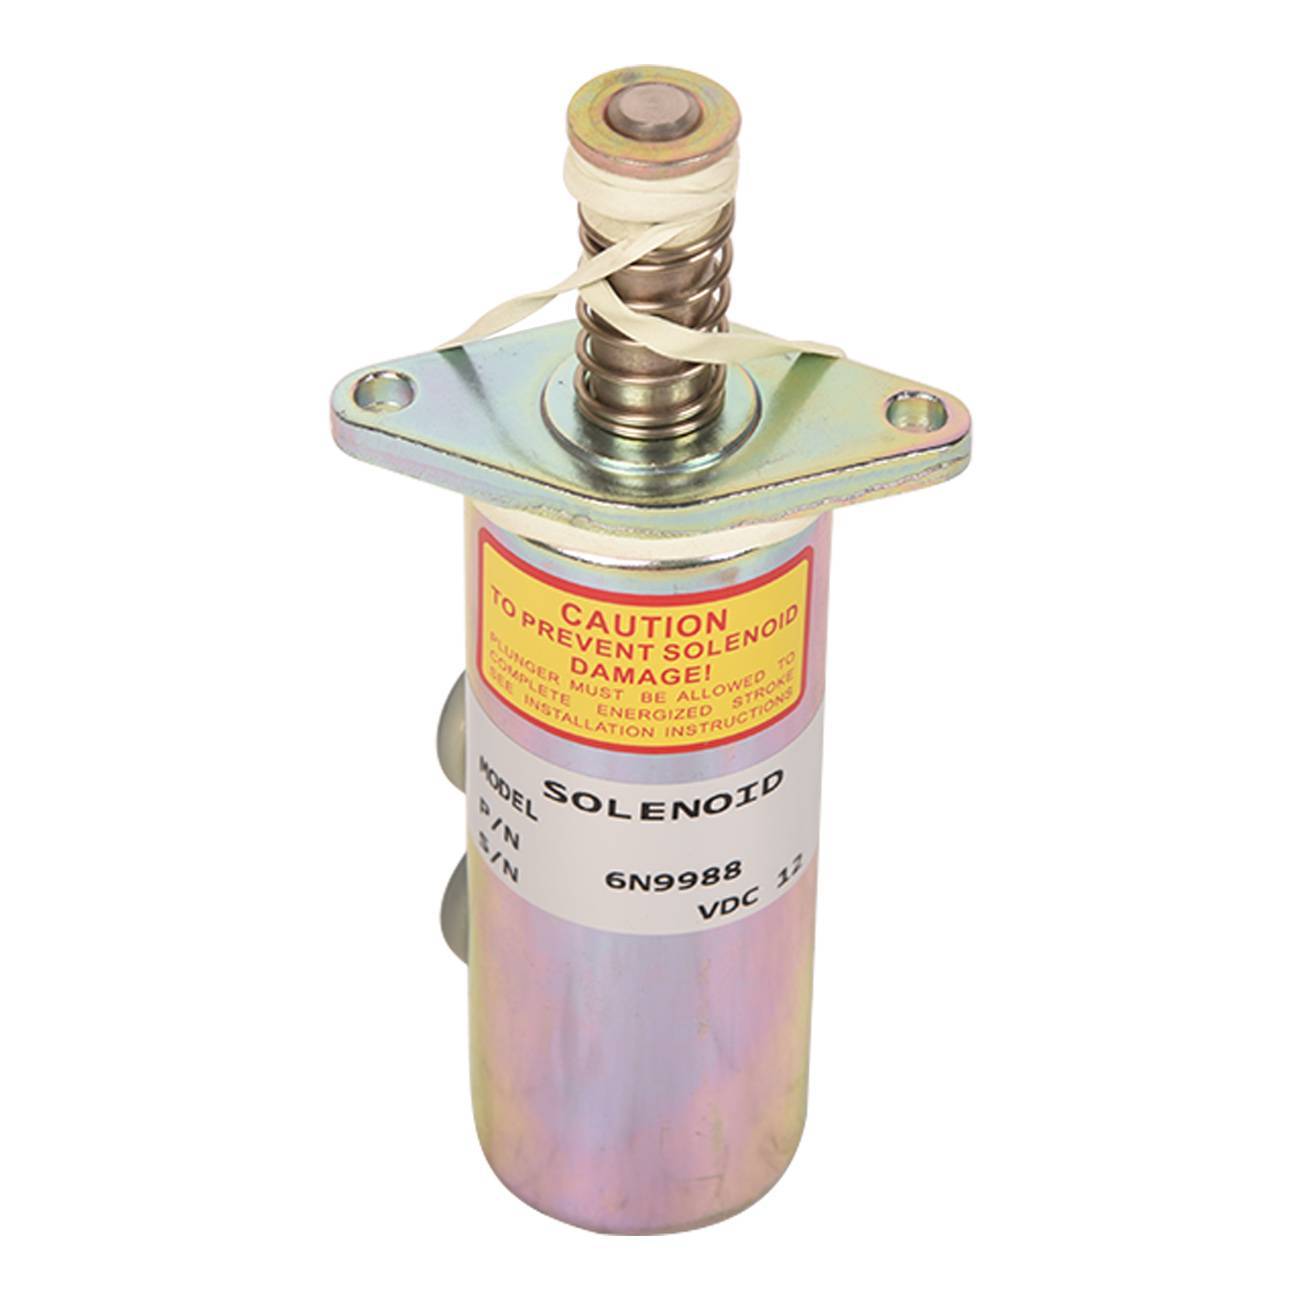 CAUTION
TO PREVENT SOLENOID
DAMAGE!
PLUNGER MUST BE ALLOWED TO
COMPLETE ENERGIZED STROKE
SEE INSTALLATION INSTRUCTIONS
MODEL SOLENOID
P/N 6N9988
S/N VDC 12